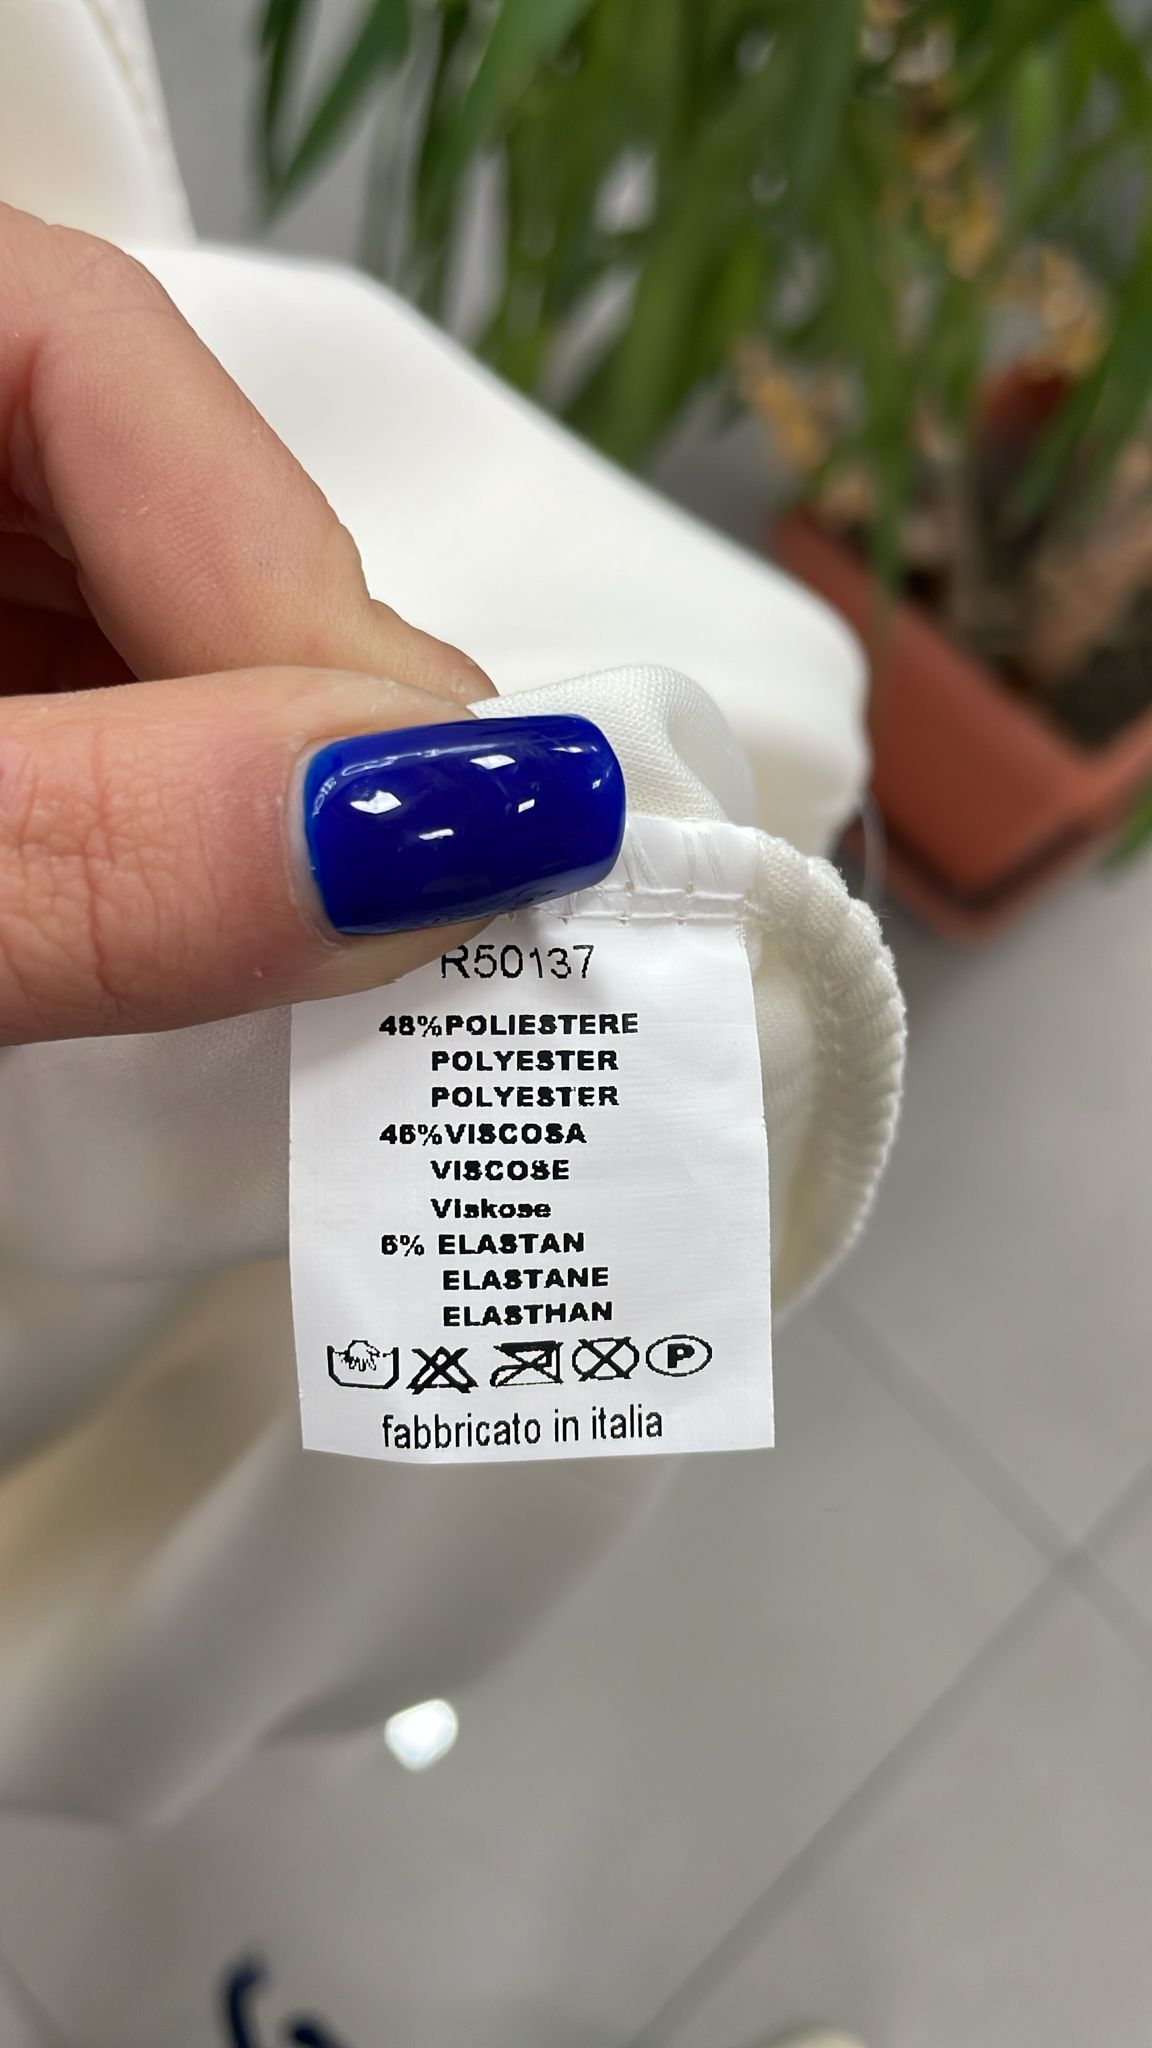 R50137
48%POLIESTERE
POLYESTER
POLYESTER
46%VISCOSA
VISCOSE
Viskose
6% ELASTAN
ELASTANE
ELASTHAN
P
fabbricato in italia